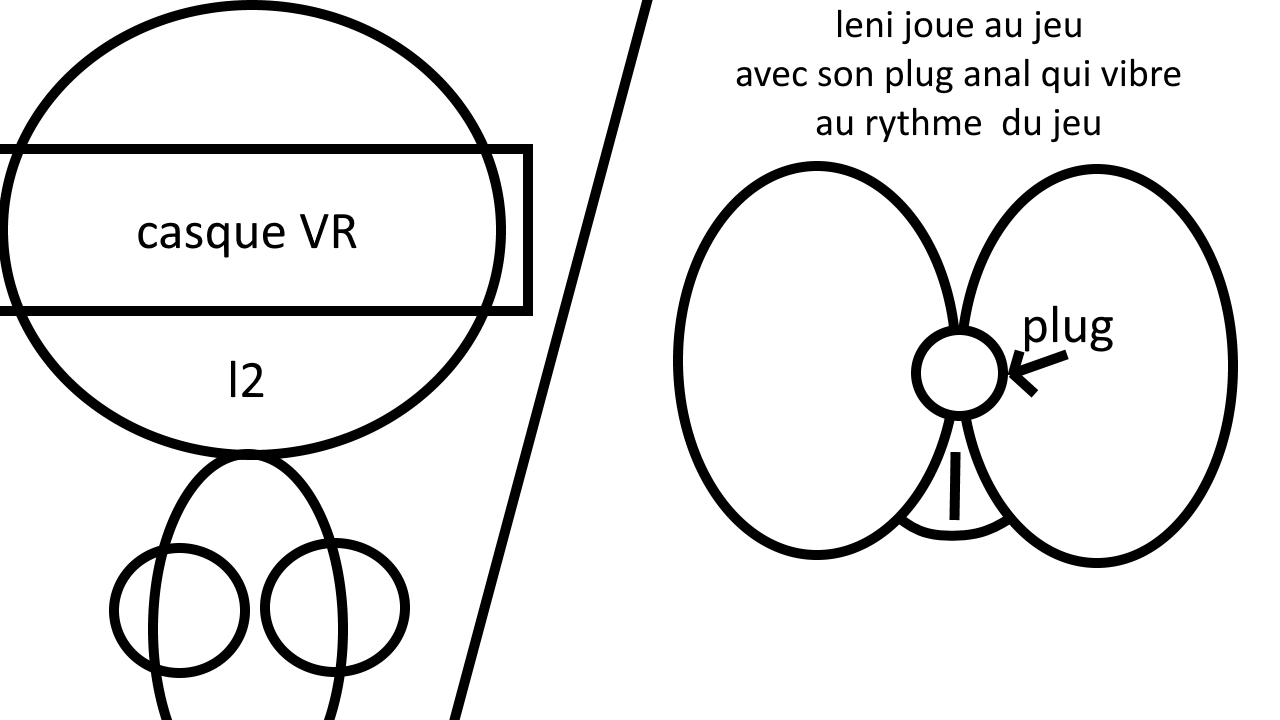 leni joue au jeu
avec son plug anal qui vibre
au rythme  du jeu
casque VR
l2
plug